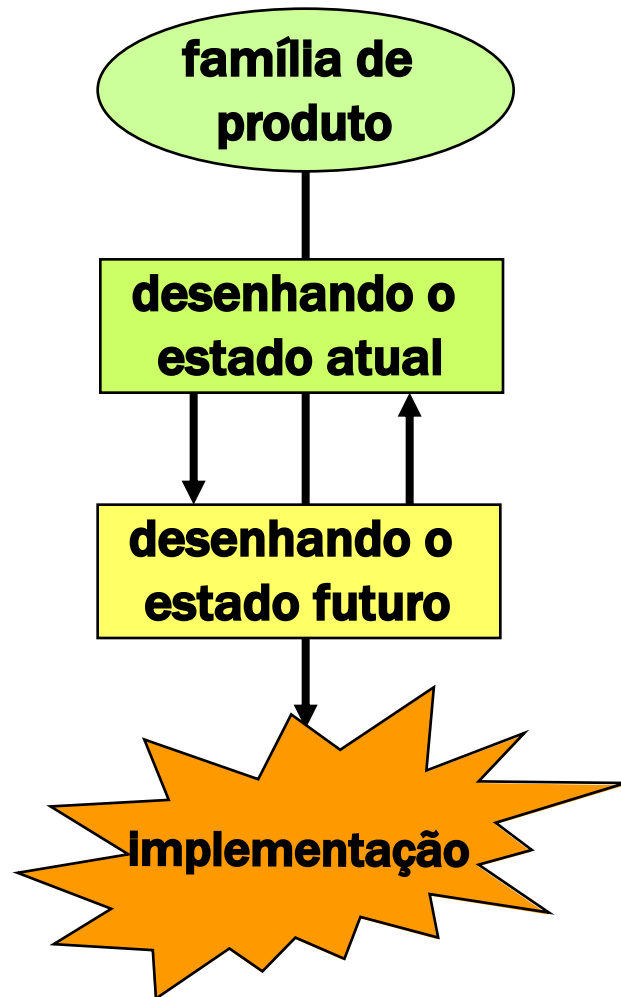 família de
produto
desenhando o
estado atual
desenhando o
estado futuro
implementação